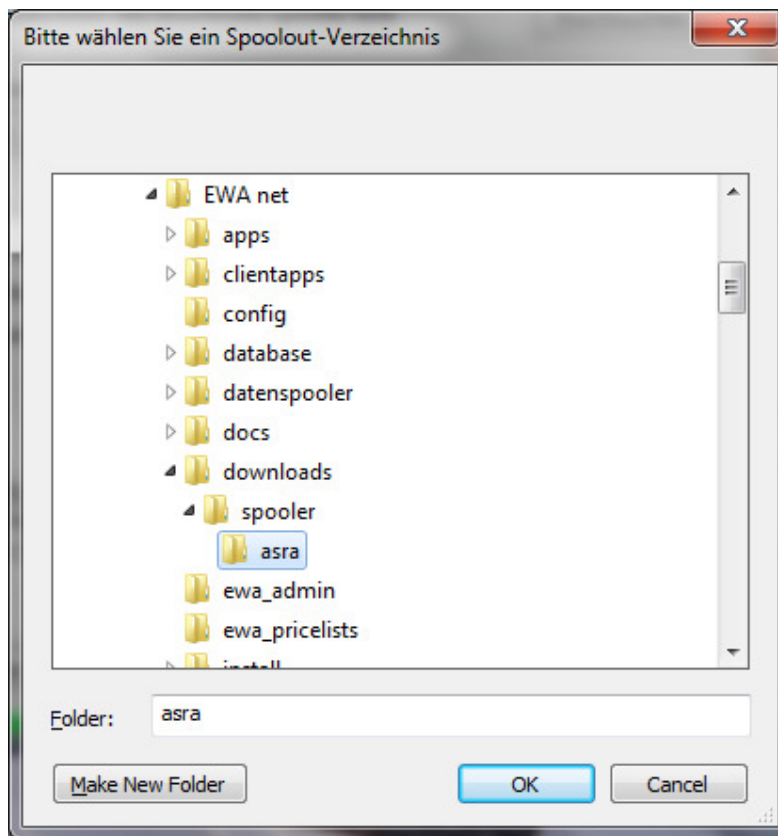 Bitte wählen Sie ein Spoolout-Verzeichnis
EWA net
apps
clientapps
config
database
datenspooler
docs
downloads
spooler
asra
ewa_admin
ewa_pricelists
install
Folder: asra
Make New Folder OK Cancel